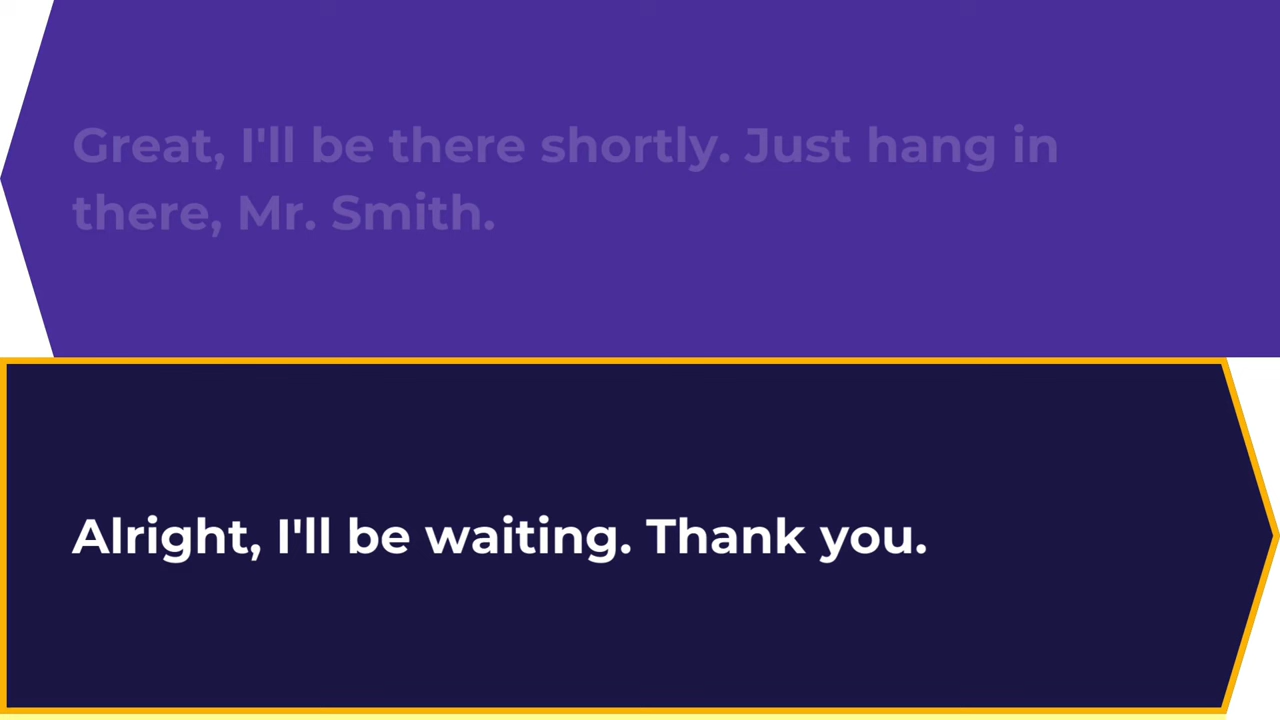 Great, I'll be there shortly. Just hang in
there, Mr. Smith.
Alright, I'll be waiting. Thank you.